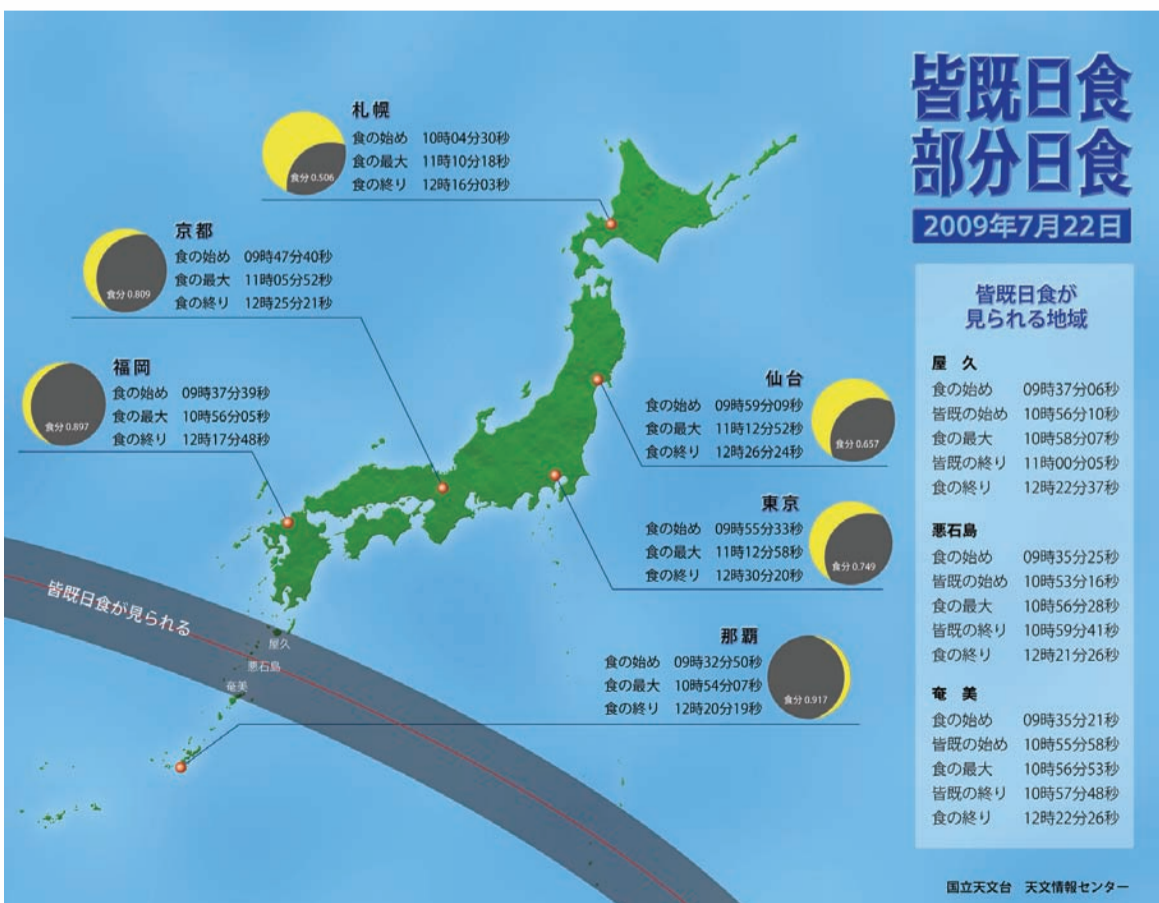 皆既日食
部分日食
2009年7月22日
札幌
食の始め 10時04分30秒
食の最大 11時10分18秒
食の終り 12時16分03秒
食分0.506
京都
食の始め 09時47分40秒
食の最大 11時05分52秒
食の終り 12時25分21秒
食分0.809
福岡
食の始め 09時37分39秒
食の最大 10時56分05秒
食の終り 12時17分48秒
食分0.897
仙台
食の始め 09時59分09秒
食の最大 11時12分52秒
食の終り 12時26分24秒
食分0.657
東京
食の始め 09時55分33秒
食の最大 11時12分58秒
食の終り 12時30分20秒
食分0.749
那覇
食の始め 09時32分50秒
食の最大 10時54分07秒
食の終り 12時20分19秒
食分0.917
皆既日食が見られる
屋久
悪石島
奄美
皆既日食が
見られる地域
屋 久
食の始め 09時37分06秒
皆既の始め 10時56分10秒
食の最大 10時58分07秒
皆既の終り 11時00分05秒
食の終り 12時22分37秒
悪石島
食の始め 09時35分25秒
皆既の始め 10時53分16秒
食の最大 10時56分28秒
皆既の終り 10時59分41秒
食の終り 12時21分26秒
奄 美
食の始め 09時35分21秒
皆既の始め 10時55分58秒
食の最大 10時56分53秒
皆既の終り 10時57分48秒
食の終り 12時22分26秒
国立天文台 天文情報センター